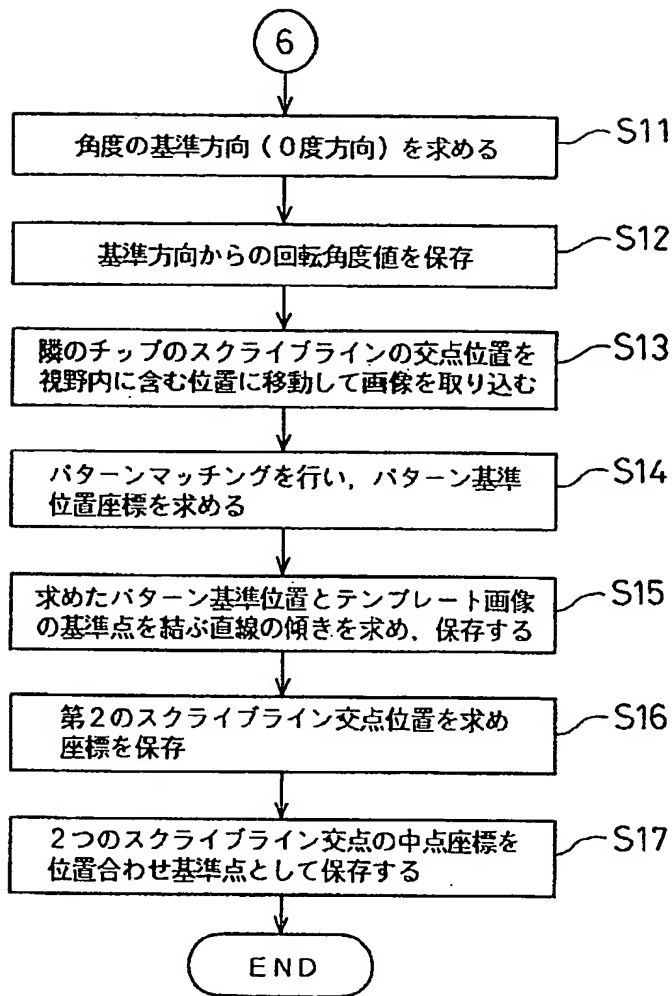 6
角度の基準方向(0度方向)を求める
S11
基準方向からの回転角度値を保存
S12
隣のチップのスクライブラインの交点位置を
視野内に含む位置に移動して画像を取り込む
S13
パターンマッチングを行い,パターン基準
位置座標を求める
S14
求めたパターン基準位置とテンプレート画像
の基準点を結ぶ直線の傾きを求め、保存する
S15
第2のスクライブライン交点位置を求め
座標を保存
S16
2つのスクライブライン交点の中点座標を
位置合わせ基準点として保存する
S17
END